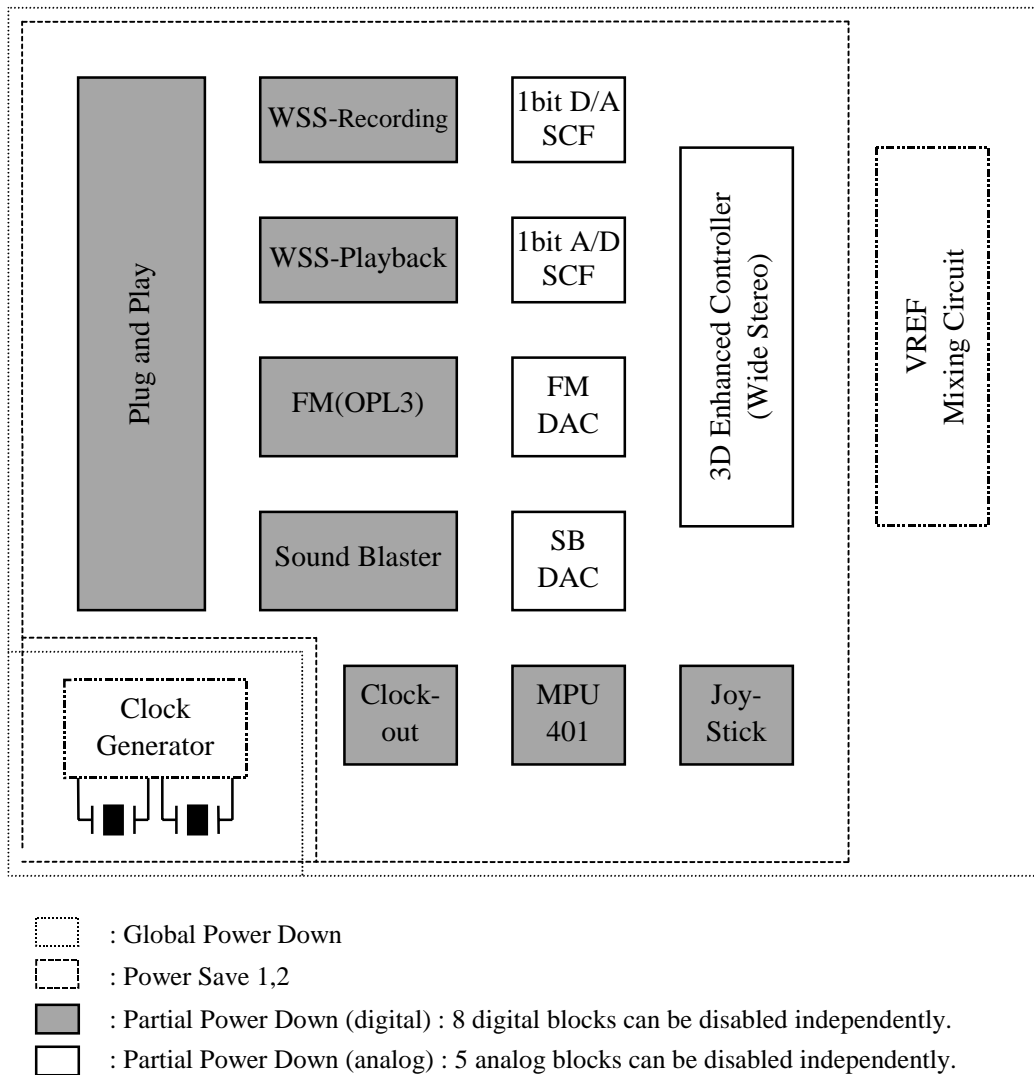 WSS-Recording
1bit D/A
SCF
WSS-Playback
1bit A/D
SCF
Plug and Play
3D Enhanced Controller
(Wide Stereo)
VREF
Mixing Circuit
FM(OPL3)
FM
DAC
Sound Blaster
SB
DAC
Clock
Generator
Clock-
out
MPU
401
Joy-
Stick
: Global Power Down
: Power Save 1,2
: Partial Power Down (digital) : 8 digital blocks can be disabled independently.
: Partial Power Down (analog) : 5 analog blocks can be disabled independently.